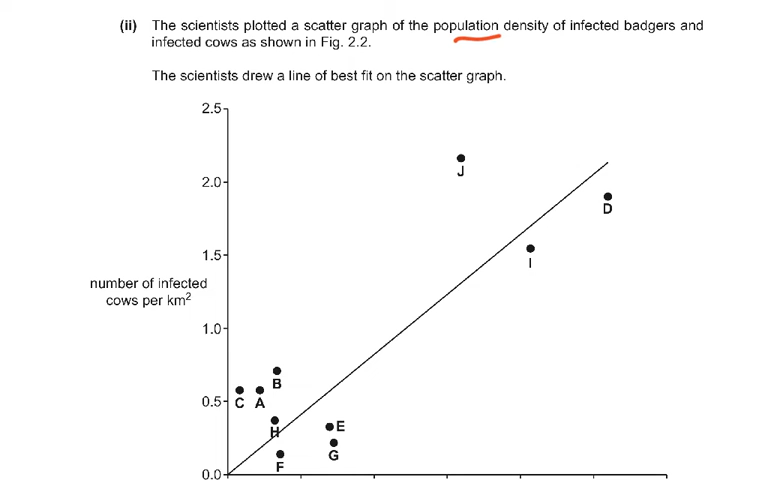 (ii) The scientists plotted a scatter graph of the population density of infected badgers and
infected cows as shown in Fig. 2.2.
The scientists drew a line of best fit on the scatter graph.
2.5
J
2.0
D
1.5
I
number of infected
cows per km²
1.0
B
0.5
C
A
H
E
G
F
0.0